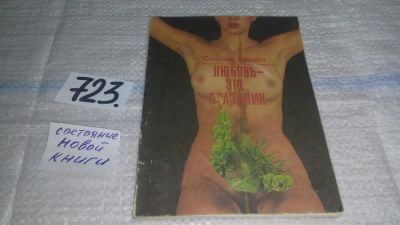 723.
состояние
новой
книги
ЛЮБОВЬ –
ЭТО
ПРАЗДНИК